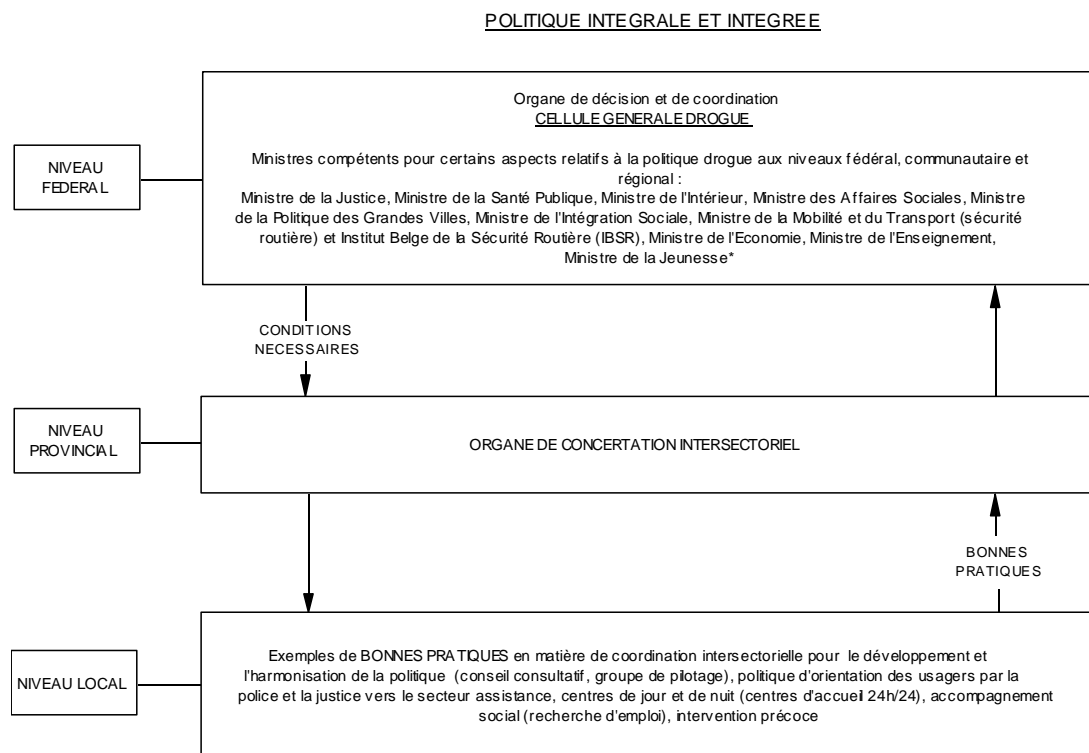 POLITIQUE INTEGRALE ET INTEGREE
Organe de décision et de coordination
CELLULE GENERALE DROGUE
NIVEAU
FEDERAL
Ministres compétents pour certains aspects relatifs à la politique drogue aux niveaux fédéral, communautaire et
régional :
Ministre de la Justice, Ministre de la Santé Publique, Ministre de l'Intérieur, Ministre des Affaires Sociales, Ministre
de la Politique des Grandes Villes, Ministre de l'Intégration Sociale, Ministre de la Mobilité et du Transport (sécurité
routière) et Institut Belge de la Sécurité Routière (IBSR), Ministre de l'Economie, Ministre de l'Enseignement,
Ministre de la Jeunesse*
CONDITIONS
NECESSAIRES
NIVEAU
PROVINCIAL
ORGANE DE CONCERTATION INTERSECTORIEL
BONNES
PRATIQUES
NIVEAU LOCAL
Exemples de BONNES PRATIQUES en matière de coordination intersectorielle pour le développement et
l'harmonisation de la politique (conseil consultatif, groupe de pilotage), politique d'orientation des usagers par la
police et la justice vers le secteur assistance, centres de jour et de nuit (centres d'accueil 24h/24), accompagnement
social (recherche d'emploi), intervention précoce